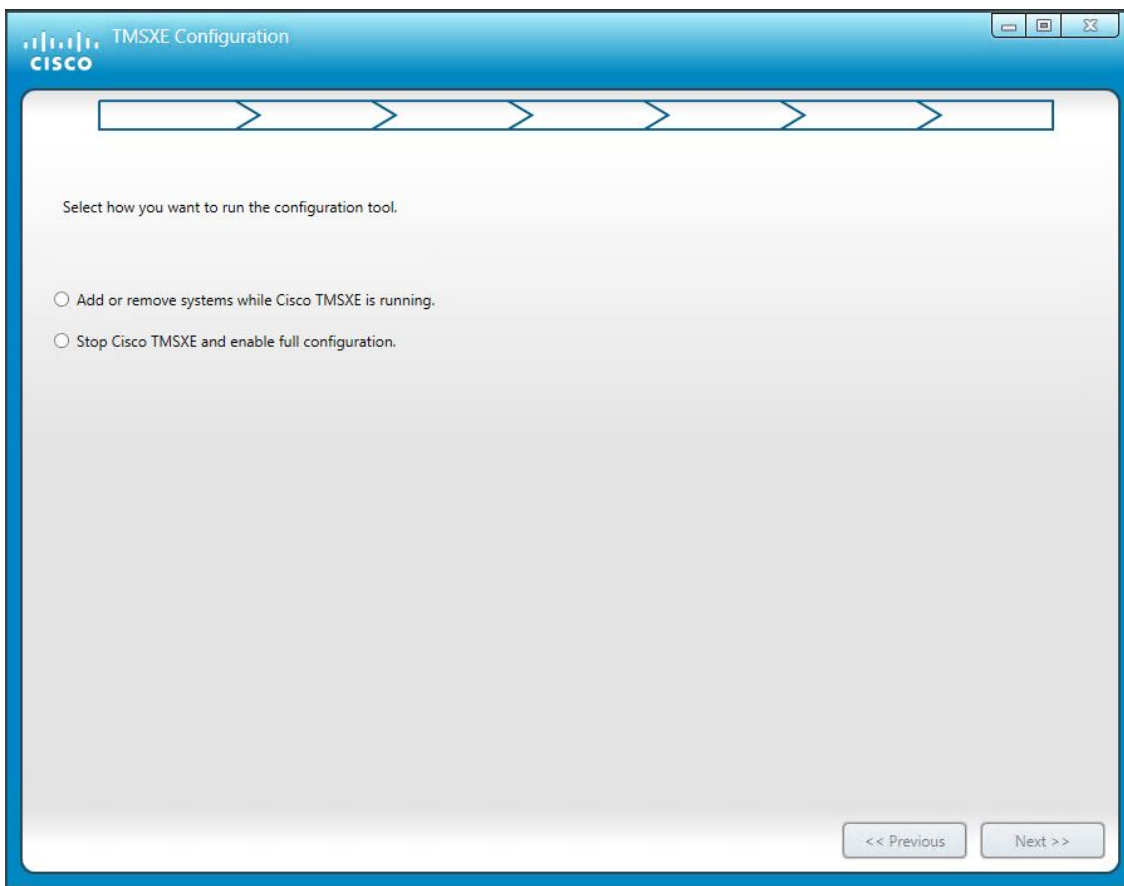 TMSXE Configuration
CISCO
Select how you want to run the configuration tool.
Add or remove systems while Cisco TMSXE is running.
Stop Cisco TMSXE and enable full configuration.
<< Previous
Next >>